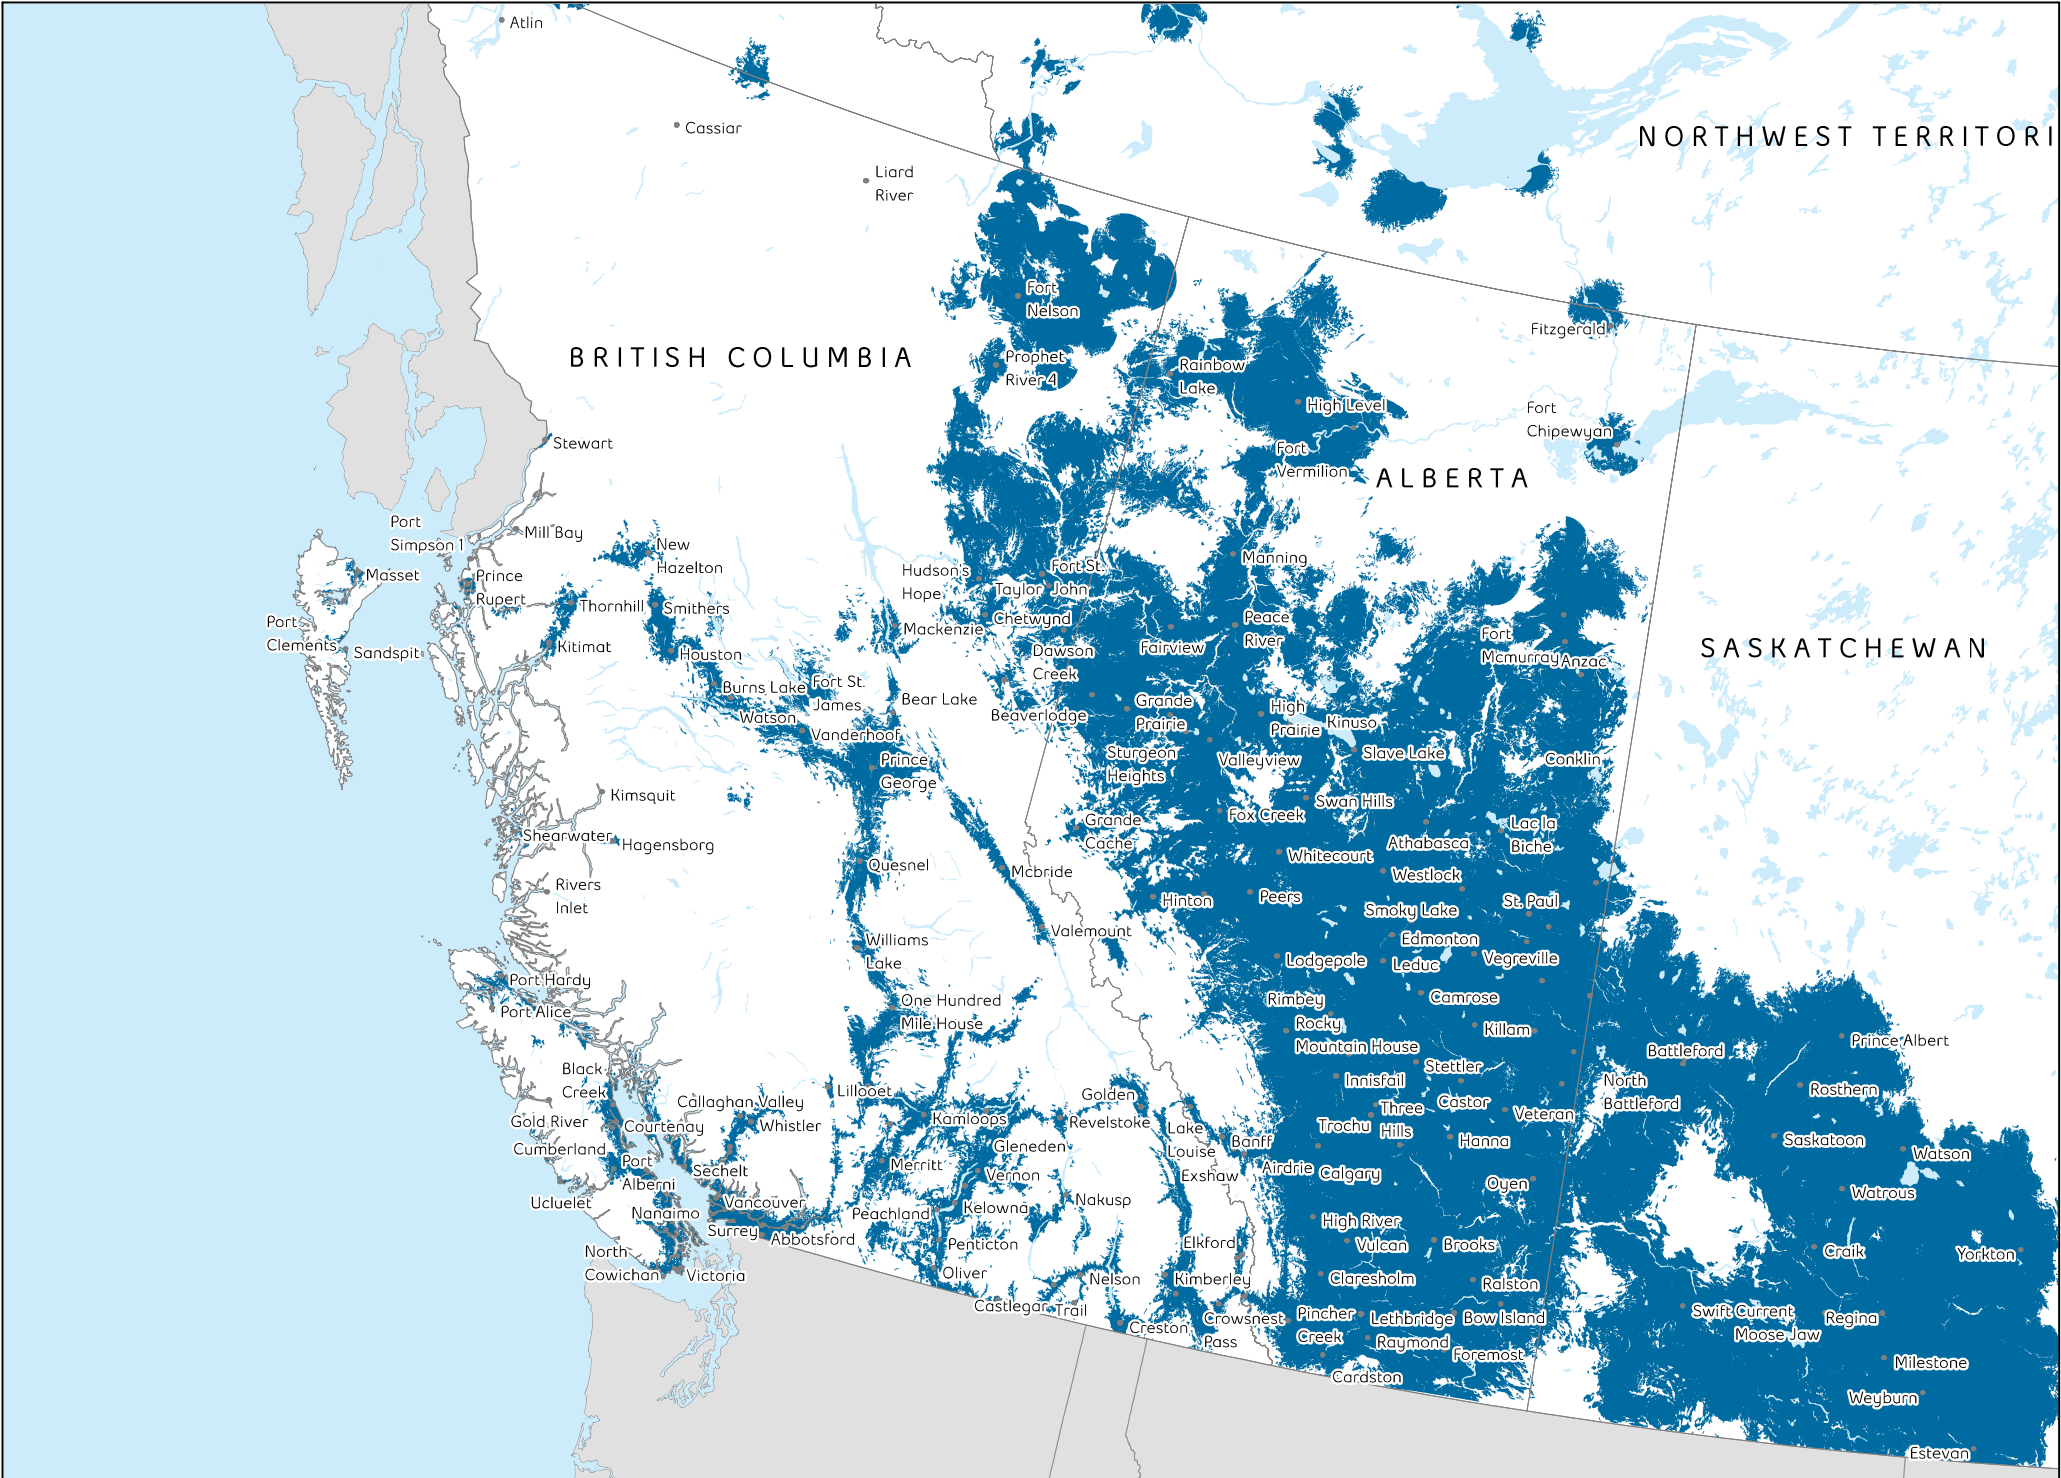 Atlin
Cassiar
Liard
River
NORTHWEST TERRITORI
Fort
Nelson
Fitzgerald
BRITISH COLUMBIA
Prophet
River 4
Rainbow
Lake
High Level
Fort
Chipewyan
Stewart
Fort
Vermilion
ALBERTA
Port
Simpson 1
Mill Bay
New
Hazelton
Manning
Masset
Prince
Rupert
Thornhill
Smithers
Hudson's
Hope
Fort St.
John
Taylor
Chetwynd
Mackenzie
Peace
River
Fairview
Fort
Mcmurray
Anzac
SASKATCHEWAN
Port
Clements
Sandspit
Kitimat
Houston
Dawson
Creek
Burns Lake
Fort St.
James
Bear Lake
Watson
Vanderhoof
Beaverlodge
Grande
Prairie
High
Prairie
Kinuso
Slave Lake
Sturgeon
Heights
Valleyview
Conklin
Prince
George
Kimsquit
Swan Hills
Fox Creek
Grande
Cache
Shearwater
Hagensborg
Lac la
Biche
Athabasca
Whitecourt
Quesnel
Mcbride
Westlock
Rivers
Inlet
Hinton
Peers
St. Paul
Smoky Lake
Valemount
Williams
Lake
Edmonton
Lodgepole
Leduc
Vegreville
Port Hardy
Port Alice
One Hundred
Mile House
Rimbey
Camrose
Rocky
Mountain House
Killam
Prince Albert
Battleford
Black
Creek
Stettler
Innisfail
North
Battleford
Rosthern
Lillooet
Golden
Callaghan Valley
Whistler
Gold River
Courtenay
Kamloops
Revelstoke
Lake
Louise
Banff
Three
Hills
Trochu
Castor
Veteran
Hanna
Saskatoon
Watson
Cumberland
Port
Alberni
Sechelt
Gleneden
Merritt
Vernon
Exshaw
Airdrie
Calgary
Oyen
Watrous
Ucluelet
Nanaimo
Vancouver
Surrey
Abbotsford
Peachland
Kelowna
Nakusp
High River
Vulcan
Brooks
Craik
Yorkton
North
Cowichan
Victoria
Penticton
Oliver
Elkford
Kimberley
Nelson
Castlegar
Trail
Creston
Crowsnest
Pass
Claresholm
Ralston
Pincher
Creek
Lethbridge
Bow Island
Raymond
Foremost
Cardston
Swift Current
Moose Jaw
Regina
Milestone
Weyburn
Estevan